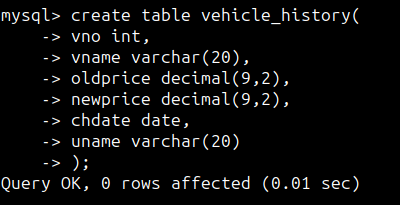 mysql> create table vehicle_history(
    -> vno int,
    -> vname varchar(20),
    -> oldprice decimal(9,2),
    -> newprice decimal(9,2),
    -> chdate date,
    -> uname varchar(20)
    -> );
Query OK, 0 rows affected (0.01 sec)